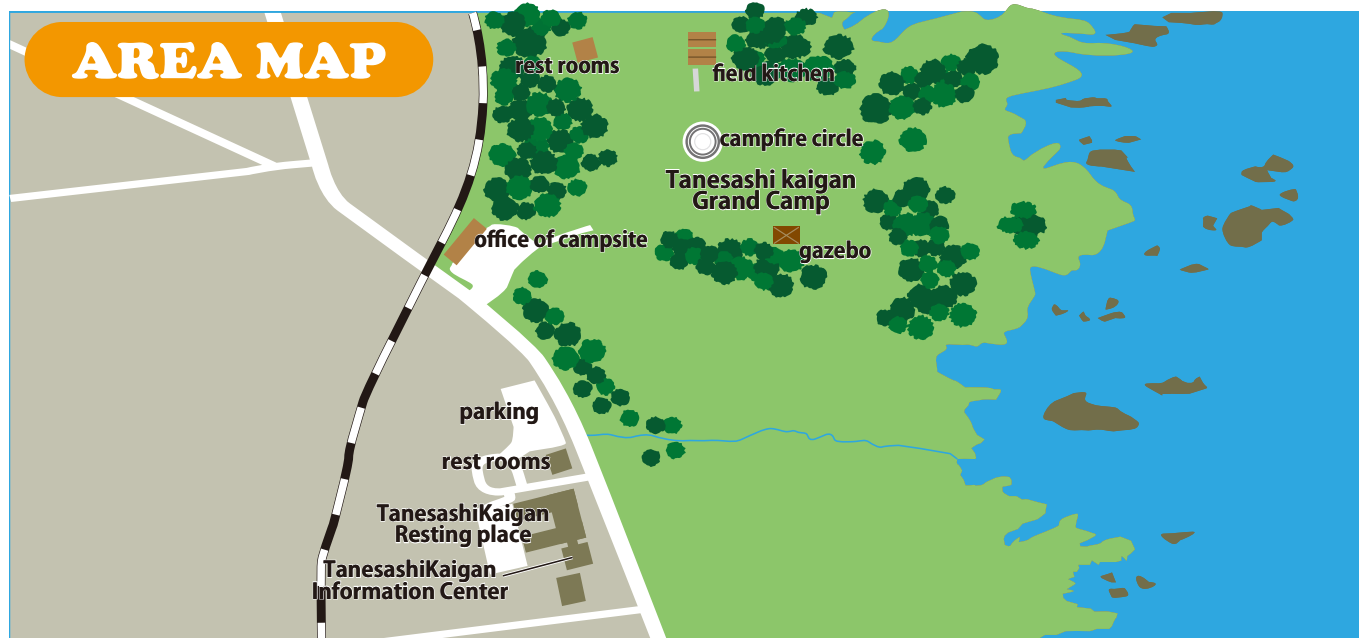 AREA MAP
rest rooms
field kitchen
campfire circle
Tanesashi kaigan
Grand Camp
office of campsite
gazebo
parking
rest rooms
TanesashiKaigan
Resting place
TanesashiKaigan
Information Center